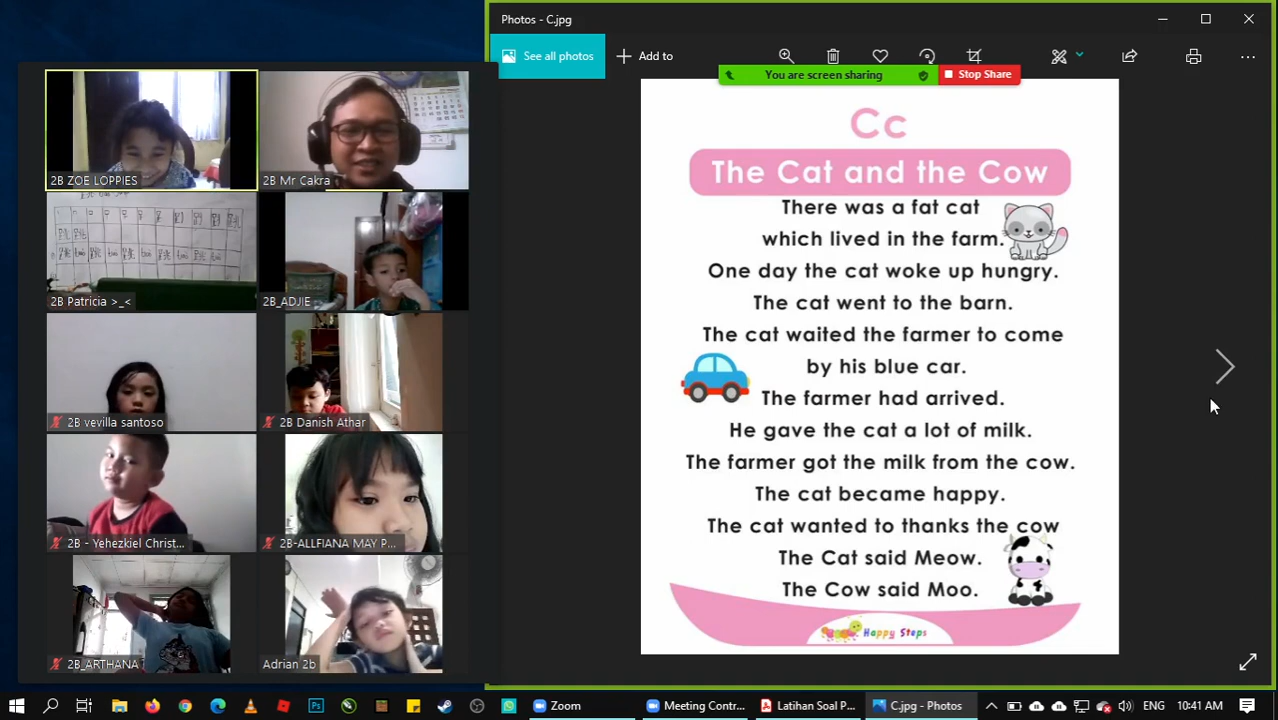 Photos - C.jpg
See all photos
Add to
You are screen sharing
Stop Share
2B ZOE LOPPIES
2B Mr Cakra
2B Patricia >_<
2B_ADJIE
2B vevilla santoso
2B Danish Athar
2B - Yehezkiel Christ...
2B-ALLFIANA MAY P...
2B_ARTHANA
Adrian 2b
Cc
The Cat and the Cow
There was a fat cat
which lived in the farm.
One day the cat woke up hungry.
The cat went to the barn.
The cat waited the farmer to come
by his blue car.
The farmer had arrived.
He gave the cat a lot of milk.
The farmer got the milk from the cow.
The cat became happy.
The cat wanted to thanks the cow
The Cat said Meow.
The Cow said Moo.
Happy Steps
Zoom
Meeting Contr...
Latihan Soal P...
C.jpg - Photos
ENG
10:41 AM